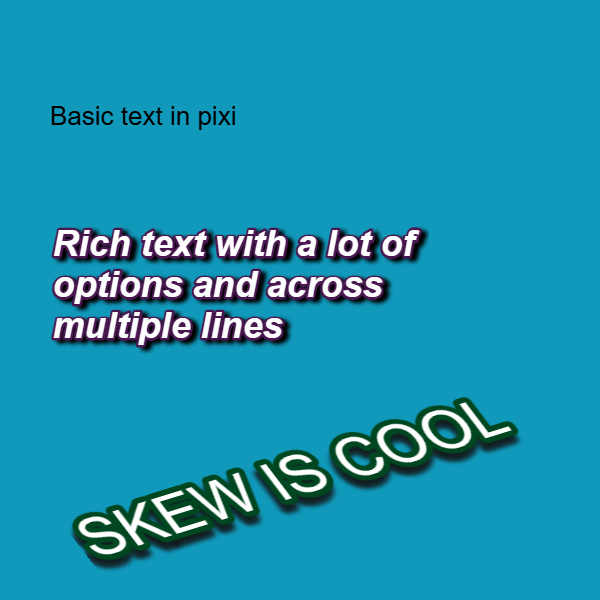 Basic text in pixi
Rich text with a lot of
options and across
multiple lines
SKEW IS COOL